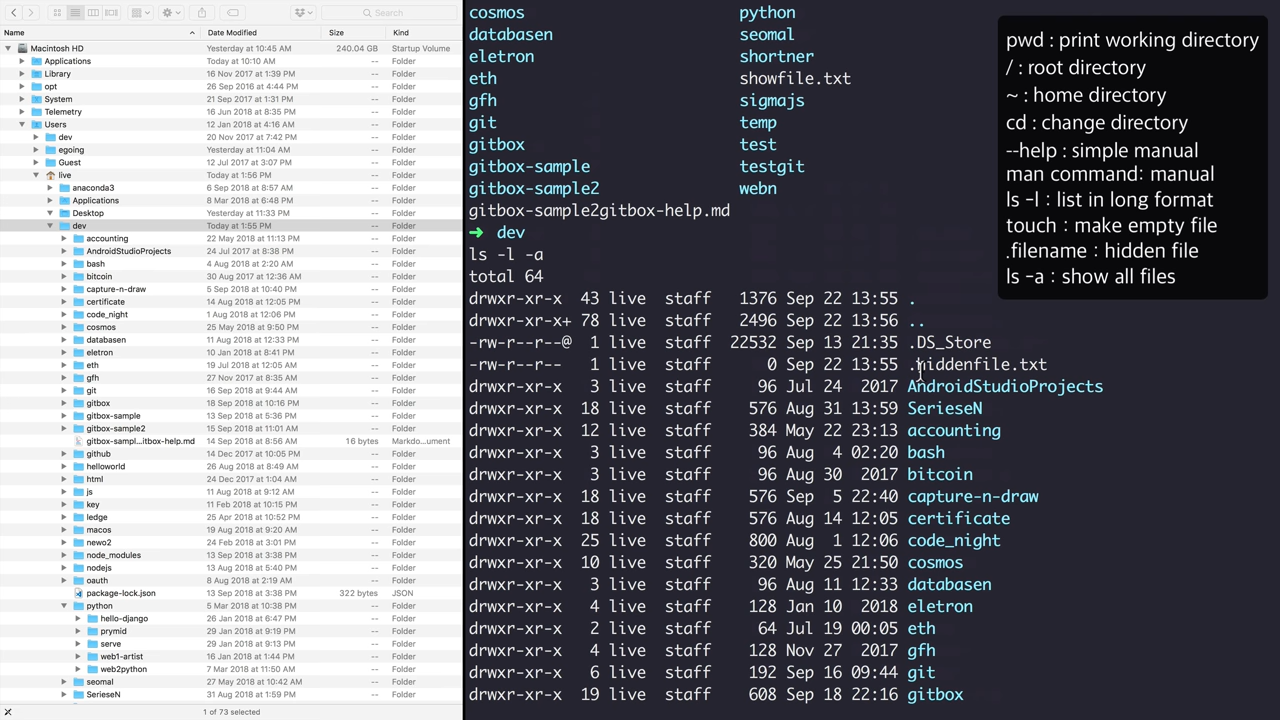 Search
Name Date Modified Size Kind
Macintosh HD Yesterday at 10:45 AM 240.04 GB Startup Volume
Applications Today at 10:10 AM -- Folder
Library 16 Nov 2017 at 1:39 PM -- Folder
opt 26 Sep 2016 at 4:44 PM -- Folder
System 21 Sep 2017 at 1:31 PM -- Folder
Telemetry 16 Jun 2018 at 8:35 PM -- Folder
Users 12 Jan 2018 at 4:16 AM -- Folder
dev 20 Nov 2017 at 7:42 PM -- Folder
egoing Yesterday at 11:04 AM -- Folder
Guest 12 Jul 2017 at 3:07 PM -- Folder
live Today at 1:56 PM -- Folder
anaconda3 6 Sep 2018 at 8:57 AM -- Folder
Applications 8 Mar 2018 at 6:48 PM -- Folder
Desktop Yesterday at 11:33 PM -- Folder
dev Today at 1:55 PM -- Folder
accounting 22 May 2018 at 11:13 PM -- Folder
AndroidStudioProjects 24 Jul 2017 at 8:38 PM -- Folder
bash 4 Aug 2018 at 2:20 AM -- Folder
bitcoin 30 Aug 2017 at 12:36 AM -- Folder
capture-n-draw 5 Sep 2018 at 10:40 PM -- Folder
certificate 14 Aug 2018 at 12:05 PM -- Folder
code_night 1 Aug 2018 at 12:06 PM -- Folder
cosmos 25 May 2018 at 9:50 PM -- Folder
databasen 11 Aug 2018 at 12:33 PM -- Folder
eletron 10 Jan 2018 at 8:41 PM -- Folder
eth 19 Jul 2018 at 12:05 AM -- Folder
gfh 27 Nov 2017 at 8:41 PM -- Folder
git 16 Sep 2018 at 9:44 AM -- Folder
gitbox 18 Sep 2018 at 10:16 PM -- Folder
gitbox-sample 13 Sep 2018 at 5:36 PM -- Folder
gitbox-sample2 15 Sep 2018 at 11:01 AM -- Folder
gitbox-sampl...itbox-help.md 14 Sep 2018 at 8:56 AM 16 bytes Markdo...ument
github 14 Dec 2017 at 10:05 PM -- Folder
helloworld 26 Aug 2018 at 8:49 AM -- Folder
html 24 Dec 2017 at 1:04 AM -- Folder
js 11 Aug 2018 at 9:12 AM -- Folder
key 11 Feb 2018 at 10:15 PM -- Folder
ledge 25 Apr 2018 at 10:52 PM -- Folder
macos 19 Aug 2018 at 9:20 AM -- Folder
newo2 24 Feb 2018 at 3:01 PM -- Folder
node_modules 13 Sep 2018 at 3:38 PM -- Folder
nodejs 11 Aug 2018 at 5:40 PM -- Folder
oauth 8 Aug 2018 at 2:19 AM -- Folder
package-lock.json 13 Sep 2018 at 3:38 PM 322 bytes JSON
python 5 Mar 2018 at 10:38 PM -- Folder
hello-django 26 Jan 2018 at 6:47 PM -- Folder
prymid 29 Jan 2018 at 9:19 PM -- Folder
serve 29 Jan 2018 at 9:13 PM -- Folder
web1-artist 16 Jan 2018 at 1:44 PM -- Folder
web2python 7 Mar 2018 at 11:50 AM -- Folder
seomal 27 May 2018 at 10:42 AM -- Folder
SerieseN 31 Aug 2018 at 1:59 PM -- Folder
1 of 73 selected
cosmos python
databasen seomal
eletron shortner
eth showfile.txt
gfh sigmajs
git temp
gitbox test
gitbox-sample testgit
gitbox-sample2 webn
gitbox-sample2gitbox-help.md
➜ dev
ls -l -a
total 64
drwxr-xr-x 43 live staff 1376 Sep 22 13:55 .
drwxr-xr-x+ 78 live staff 2496 Sep 22 13:56 ..
-rw-r--r--@ 1 live staff 22532 Sep 13 21:35 .DS_Store
-rw-r--r-- 1 live staff 0 Sep 22 13:55 .hiddenfile.txt
drwxr-xr-x 3 live staff 96 Jul 24 2017 AndroidStudioProjects
drwxr-xr-x 18 live staff 576 Aug 31 13:59 SerieseN
drwxr-xr-x 12 live staff 384 May 22 23:13 accounting
drwxr-xr-x 3 live staff 96 Aug 4 02:20 bash
drwxr-xr-x 3 live staff 96 Aug 30 2017 bitcoin
drwxr-xr-x 18 live staff 576 Sep 5 22:40 capture-n-draw
drwxr-xr-x 18 live staff 576 Aug 14 12:05 certificate
drwxr-xr-x 25 live staff 800 Aug 1 12:06 code_night
drwxr-xr-x 10 live staff 320 May 25 21:50 cosmos
drwxr-xr-x 3 live staff 96 Aug 11 12:33 databasen
drwxr-xr-x 4 live staff 128 Jan 10 2018 eletron
drwxr-xr-x 2 live staff 64 Jul 19 00:05 eth
drwxr-xr-x 4 live staff 128 Nov 27 2017 gfh
drwxr-xr-x 6 live staff 192 Sep 16 09:44 git
drwxr-xr-x 19 live staff 608 Sep 18 22:16 gitbox
pwd : print working directory
/ : root directory
~ : home directory
cd : change directory
--help : simple manual
man command: manual
ls -l : list in long format
touch : make empty file
.filename : hidden file
ls -a : show all files